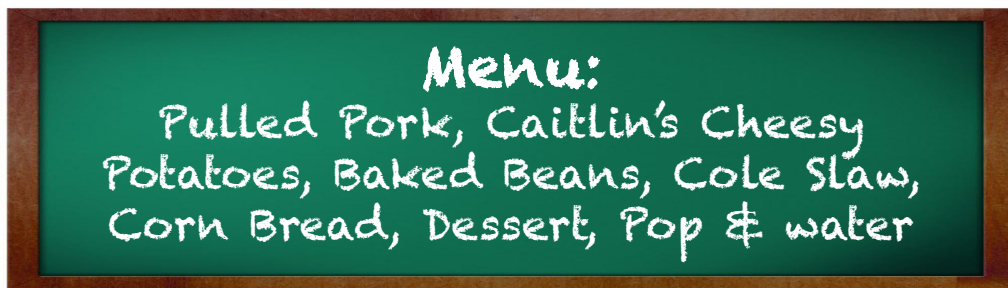 Menu:
Pulled Pork, Caitlin's Cheesy
Potatoes, Baked Beans, Cole Slaw,
Corn Bread, Dessert, Pop & water